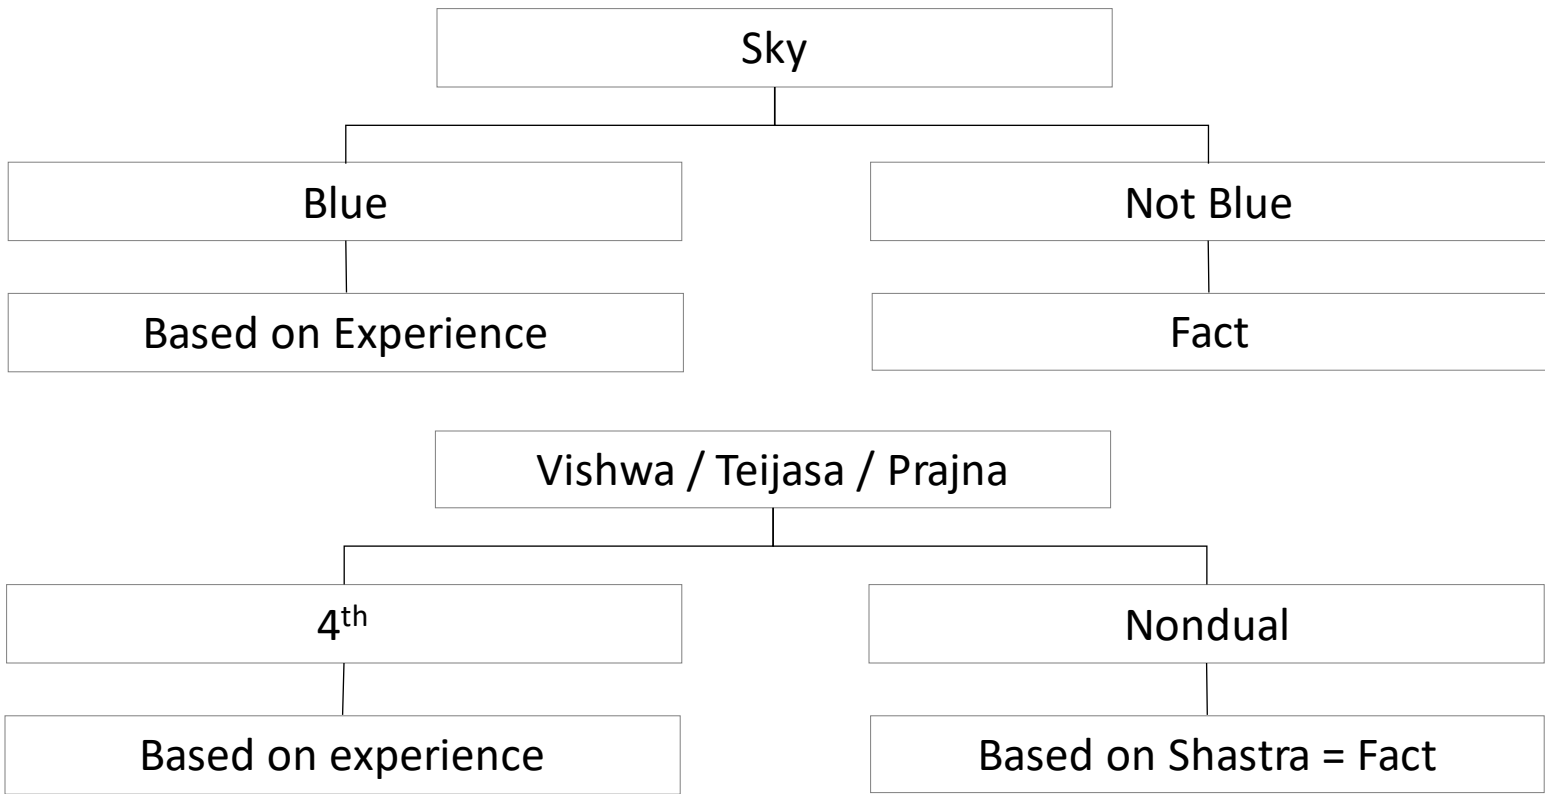 Sky
Blue
Not Blue
Based on Experience
Fact
Vishwa / Teijasa / Prajna
4th
Nondual
Based on experience
Based on Shastra = Fact